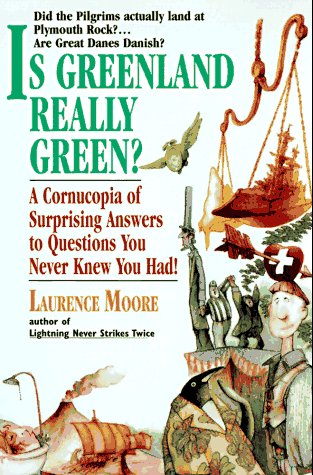 Did the Pilgrims actually land at
Plymouth Rock?...
Are Great Danes Danish?
IS GREENLAND
REALLY
GREEN?
A Cornucopia of
Surprising Answers
to Questions You
Never Knew You Had!
LAURENCE MOORE
author of
Lightning Never Strikes Twice